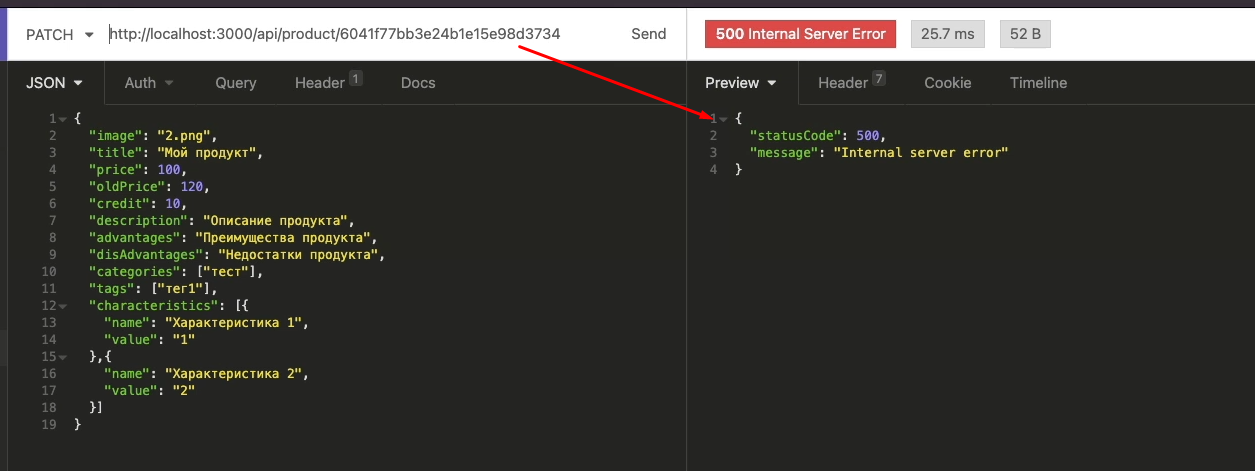 PATCH http://localhost:3000/api/product/6041f77bb3e24b1e15e98d3734 Send 500 Internal Server Error 25.7 ms 52 B
JSON Auth Query Header 1 Docs Preview Header 7 Cookie Timeline
1 {
2 "image": "2.png",
3 "title": "Мой продукт",
4 "price": 100,
5 "oldPrice": 120,
6 "credit": 10,
7 "description": "Описание продукта",
8 "advantages": "Преимущества продукта",
9 "disAdvantages": "Недостатки продукта",
10 "categories": ["тест"],
11 "tags": ["тег1"],
12 "characteristics": [{
13 "name": "Характеристика 1",
14 "value": "1"
15 },{
16 "name": "Характеристика 2",
17 "value": "2"
18 }]
19 }
1 {
2 "statusCode": 500,
3 "message": "Internal server error"
4 }